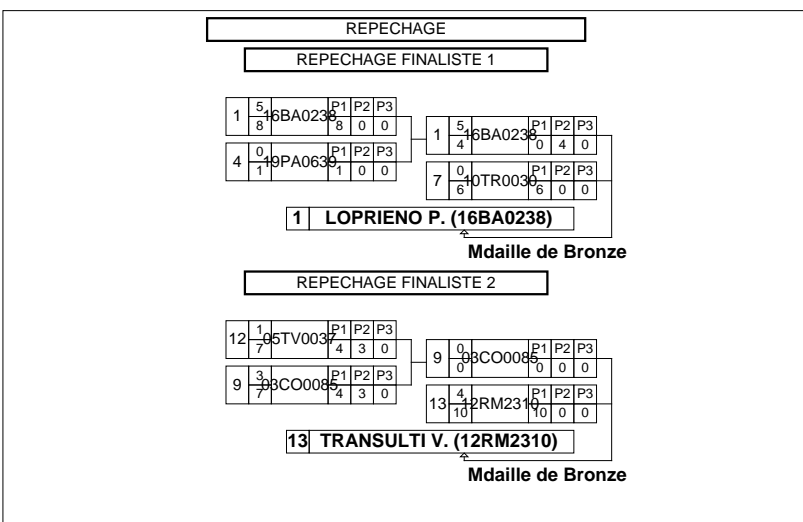 REPECHAGE
REPECHAGE FINALISTE 1
1 5 8 16BA0238 P1 P2 P3 8 0 0
4 0 1 19PA0639 P1 P2 P3 1 0 0
1 5 4 16BA0238 P1 P2 P3 0 4 0
7 0 6 10TR0030 P1 P2 P3 6 0 0
1 LOPRIENO P. (16BA0238)
Mdaille de Bronze
REPECHAGE FINALISTE 2
12 1 7 05TV0037 P1 P2 P3 4 3 0
9 3 7 03CO0085 P1 P2 P3 4 3 0
9 0 0 03CO0085 P1 P2 P3 0 0 0
13 4 10 12RM2310 P1 P2 P3 10 0 0
13 TRANSULTI V. (12RM2310)
Mdaille de Bronze